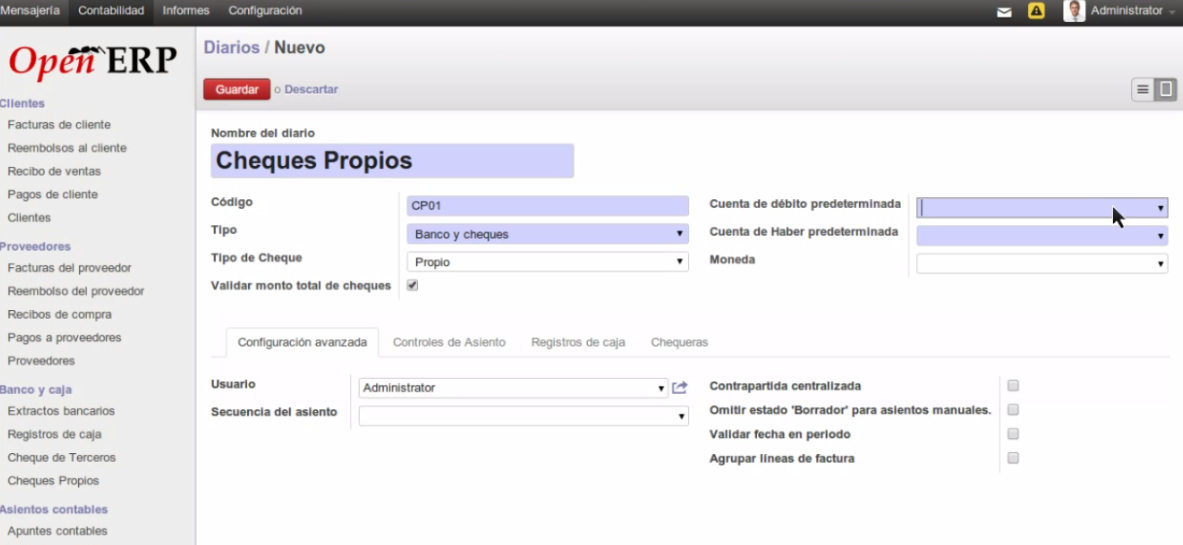 Mensajería Contabilidad Informes Configuración Administrator
Open ERP
Diarios / Nuevo
Guardar o Descartar
Clientes
Facturas de cliente
Reembolsos al cliente
Recibo de ventas
Pagos de cliente
Clientes
Proveedores
Facturas del proveedor
Reembolso del proveedor
Recibos de compra
Pagos a proveedores
Proveedores
Banco y caja
Extractos bancarios
Registros de caja
Cheque de Terceros
Cheques Propios
Asientos contables
Apuntes contables
Nombre del diario
Cheques Propios
Código CP01
Tipo Banco y cheques
Tipo de Cheque Propio
Validar monto total de cheques
Cuenta de débito predeterminada
Cuenta de Haber predeterminada
Moneda
Configuración avanzada Controles de Asiento Registros de caja Chequeras
Usuario Administrator
Secuencia del asiento
Contrapartida centralizada
Omitir estado 'Borrador' para asientos manuales.
Validar fecha en periodo
Agrupar líneas de factura